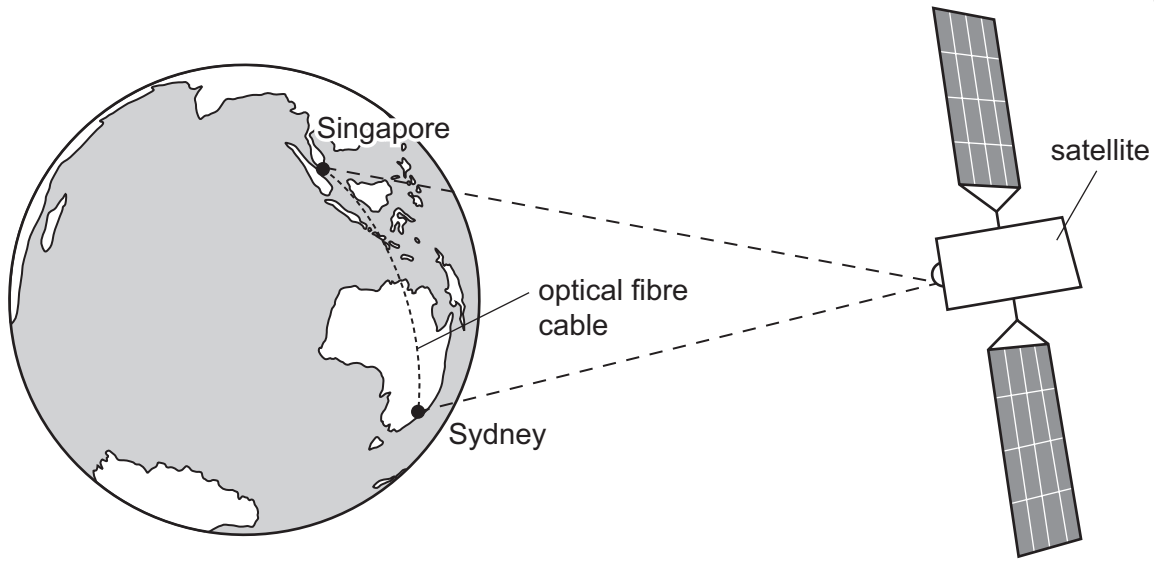 Singapore
satellite
optical fibre
cable
Sydney